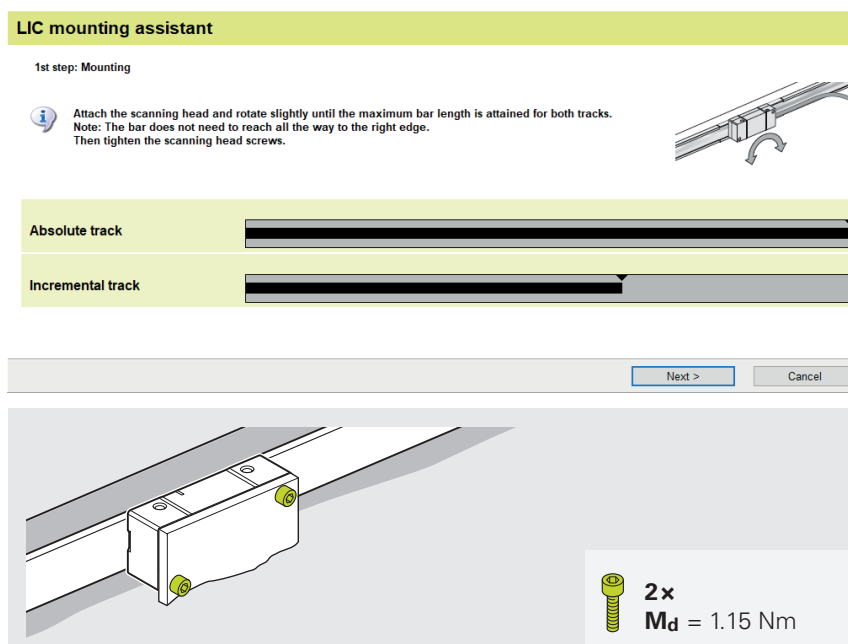 LIC mounting assistant
1st step: Mounting
Attach the scanning head and rotate slightly until the maximum bar length is attained for both tracks.
Note: The bar does not need to reach all the way to the right edge.
Then tighten the scanning head screws.
Absolute track
Incremental track
Next >
Cancel
2×
Md = 1.15 Nm